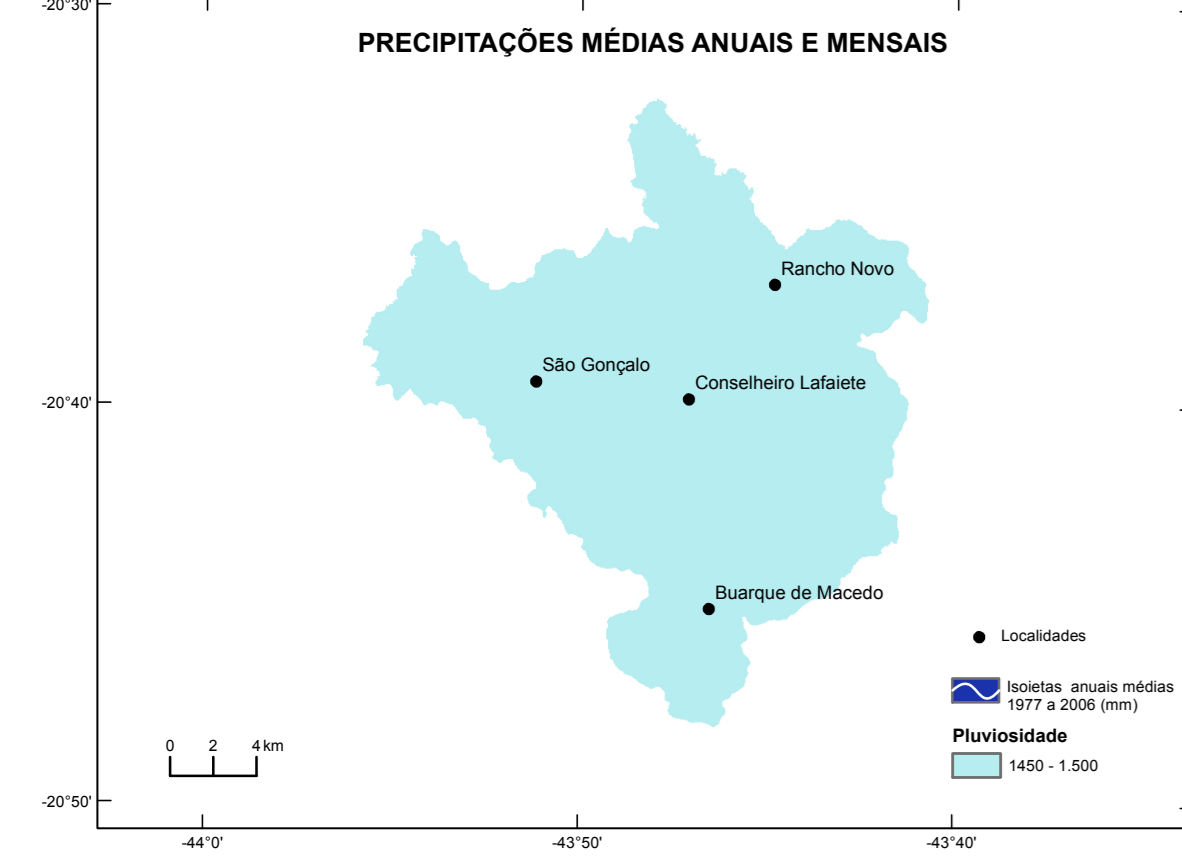 -20°30'
PRECIPITAÇÕES MÉDIAS ANUAIS E MENSAIS
Rancho Novo
São Gonçalo
Conselheiro Lafaiete
-20°40'
Buarque de Macedo
Localidades
Isoietas anuais médias
1977 a 2006 (mm)
Pluviosidade
1450 - 1.500
0 2 4 km
-20°50'
-44°0' -43°50' -43°40'